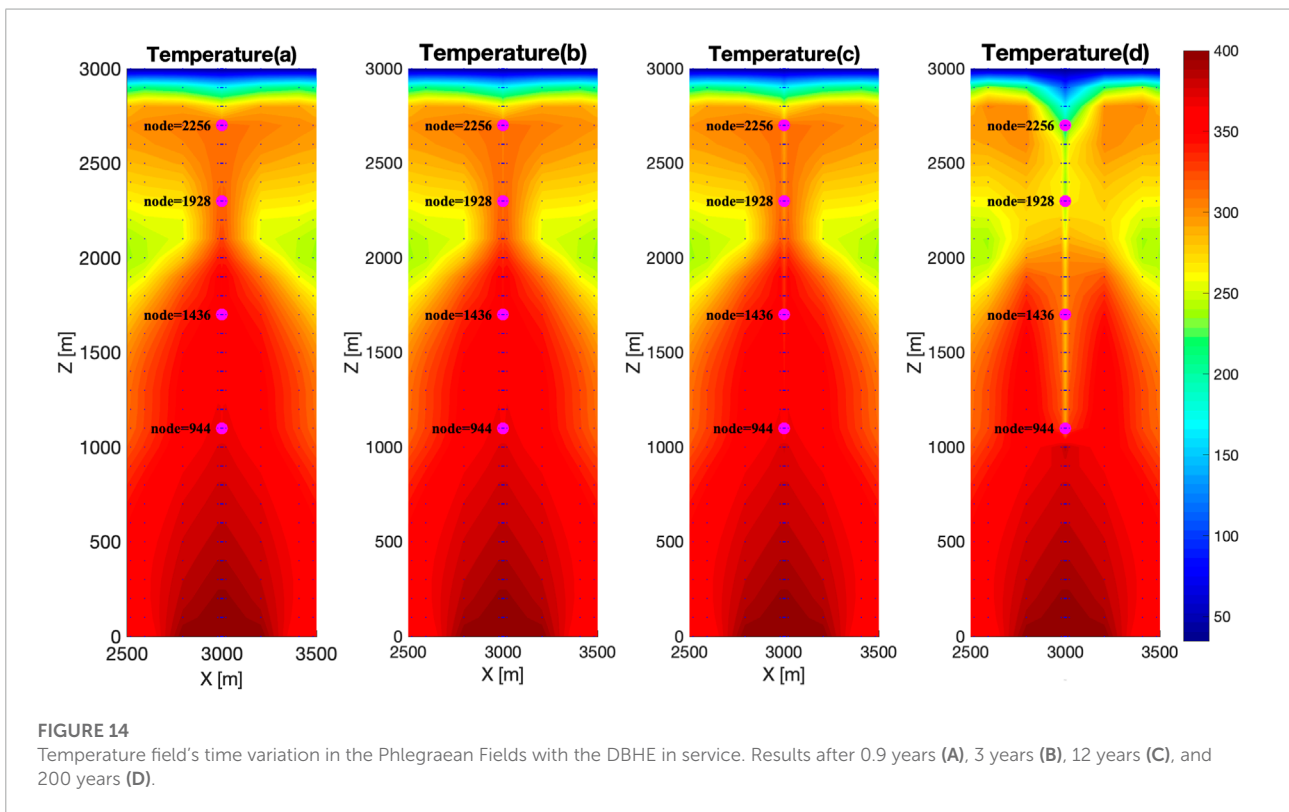 Temperature(a)
Temperature(b)
Temperature(c)
Temperature(d)
3000
2500
2000
1500
1000
500
0
Z [m]
node=2256
node=1928
node=1436
node=944
2500
3000
3500
X [m]
3000
2500
2000
1500
1000
500
0
Z [m]
node=2256
node=1928
node=1436
node=944
2500
3000
3500
X [m]
3000
2500
2000
1500
1000
500
0
Z [m]
node=2256
node=1928
node=1436
node=944
2500
3000
3500
X [m]
3000
2500
2000
1500
1000
500
0
Z [m]
node=2256
node=1928
node=1436
node=944
2500
3000
3500
400
350
300
250
200
150
100
50
FIGURE 14
Temperature field's time variation in the Phlegraean Fields with the DBHE in service. Results after 0.9 years (A), 3 years (B), 12 years (C), and
200 years (D).